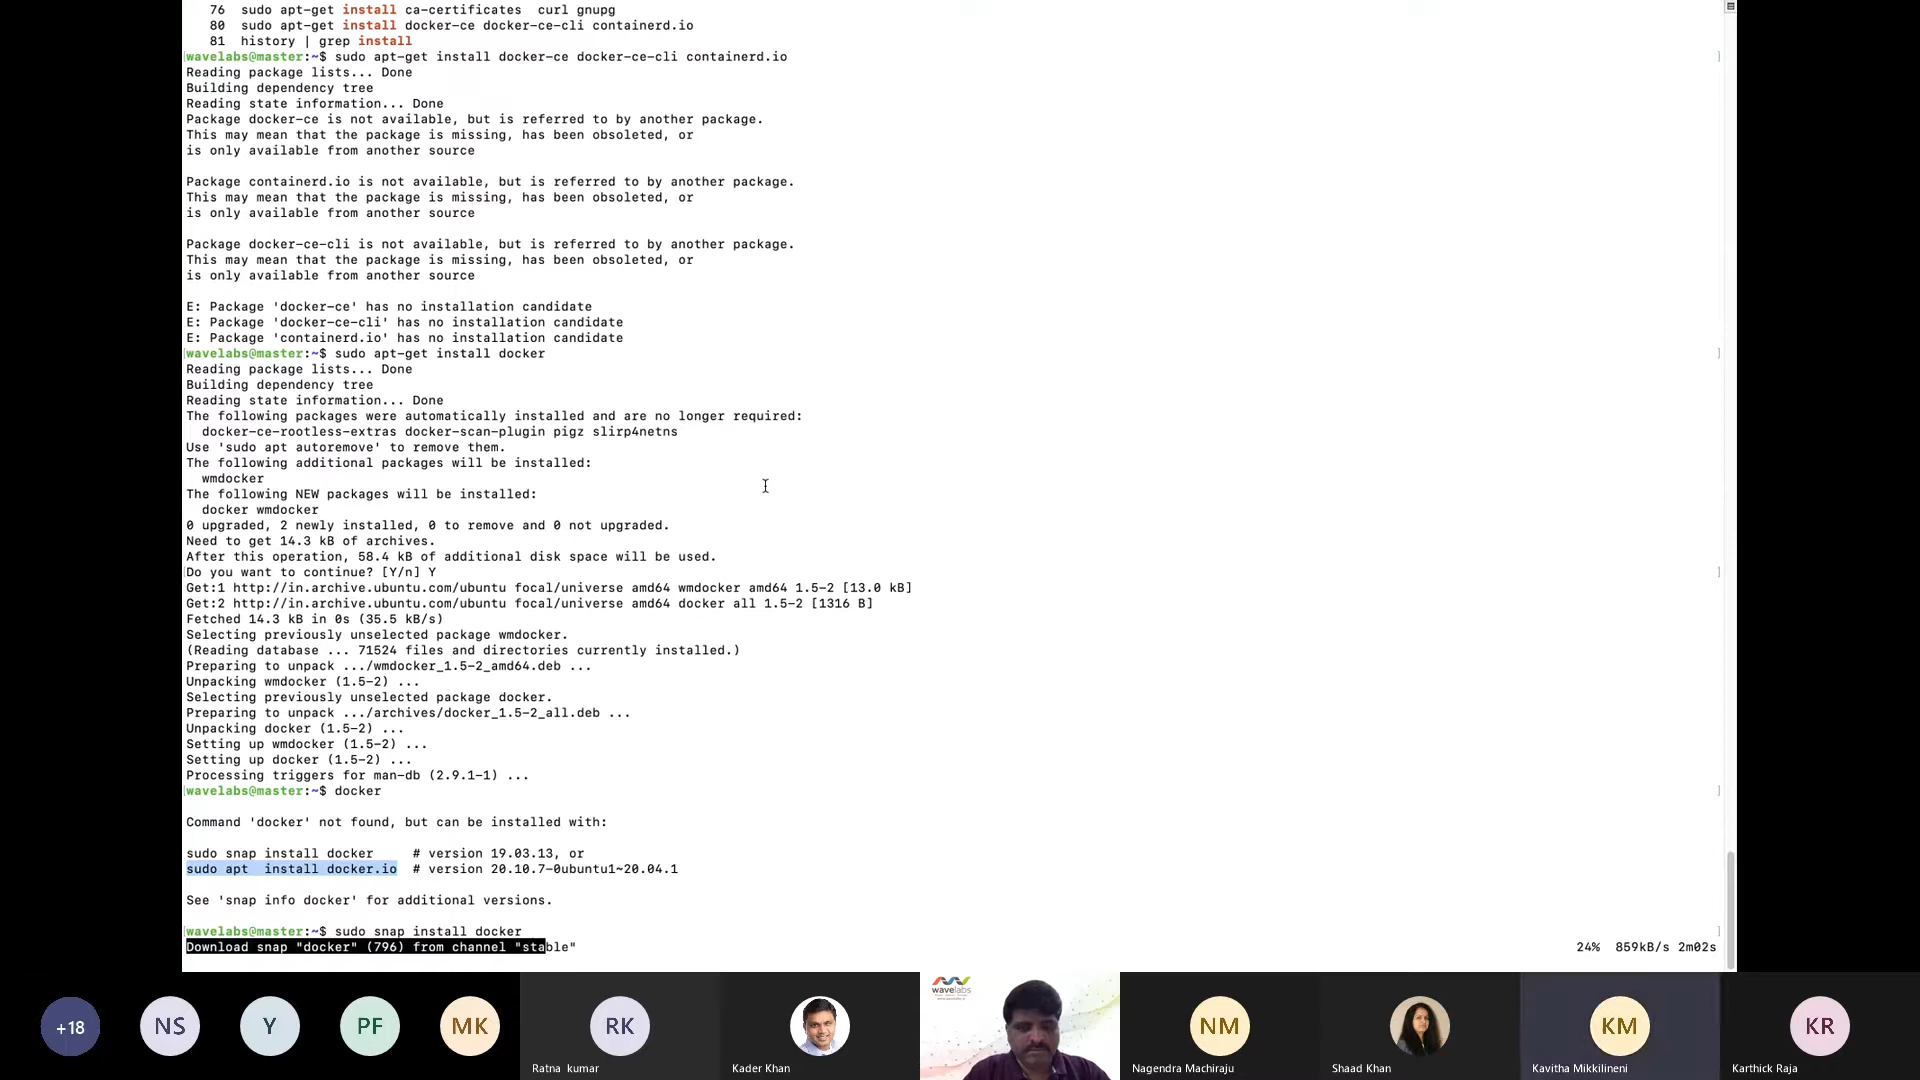 76  sudo apt-get install ca-certificates  curl gnupg
80  sudo apt-get install docker-ce docker-ce-cli containerd.io
81  history | grep install
wavelabs@master:~$ sudo apt-get install docker-ce docker-ce-cli containerd.io
Reading package lists... Done
Building dependency tree
Reading state information... Done
Package docker-ce is not available, but is referred to by another package.
This may mean that the package is missing, has been obsoleted, or
is only available from another source
Package containerd.io is not available, but is referred to by another package.
This may mean that the package is missing, has been obsoleted, or
is only available from another source
Package docker-ce-cli is not available, but is referred to by another package.
This may mean that the package is missing, has been obsoleted, or
is only available from another source
E: Package 'docker-ce' has no installation candidate
E: Package 'docker-ce-cli' has no installation candidate
E: Package 'containerd.io' has no installation candidate
wavelabs@master:~$ sudo apt-get install docker
Reading package lists... Done
Building dependency tree
Reading state information... Done
The following packages were automatically installed and are no longer required:
  docker-ce-rootless-extras docker-scan-plugin pigz slirp4netns
Use 'sudo apt autoremove' to remove them.
The following additional packages will be installed:
  wmdocker
The following NEW packages will be installed:
  docker wmdocker
0 upgraded, 2 newly installed, 0 to remove and 0 not upgraded.
Need to get 14.3 kB of archives.
After this operation, 58.4 kB of additional disk space will be used.
Do you want to continue? [Y/n] Y
Get:1 http://in.archive.ubuntu.com/ubuntu focal/universe amd64 wmdocker amd64 1.5-2 [13.0 kB]
Get:2 http://in.archive.ubuntu.com/ubuntu focal/universe amd64 docker all 1.5-2 [1316 B]
Fetched 14.3 kB in 0s (35.5 kB/s)
Selecting previously unselected package wmdocker.
(Reading database ... 71524 files and directories currently installed.)
Preparing to unpack .../wmdocker_1.5-2_amd64.deb ...
Unpacking wmdocker (1.5-2) ...
Selecting previously unselected package docker.
Preparing to unpack .../archives/docker_1.5-2_all.deb ...
Unpacking docker (1.5-2) ...
Setting up wmdocker (1.5-2) ...
Setting up docker (1.5-2) ...
Processing triggers for man-db (2.9.1-1) ...
wavelabs@master:~$ docker
Command 'docker' not found, but can be installed with:
sudo snap install docker     # version 19.03.13, or
sudo apt  install docker.io  # version 20.10.7-0ubuntu1~20.04.1
See 'snap info docker' for additional versions.
wavelabs@master:~$ sudo snap install docker
Download snap "docker" (796) from channel "stable" 24%  859kB/s 2m02s
+18 NS Y PF MK RK NM KM KR
wavelabs
Ratna kumar
Kader Khan
Nagendra Machiraju
Shaad Khan
Kavitha Mikkilineni
Karthick Raja